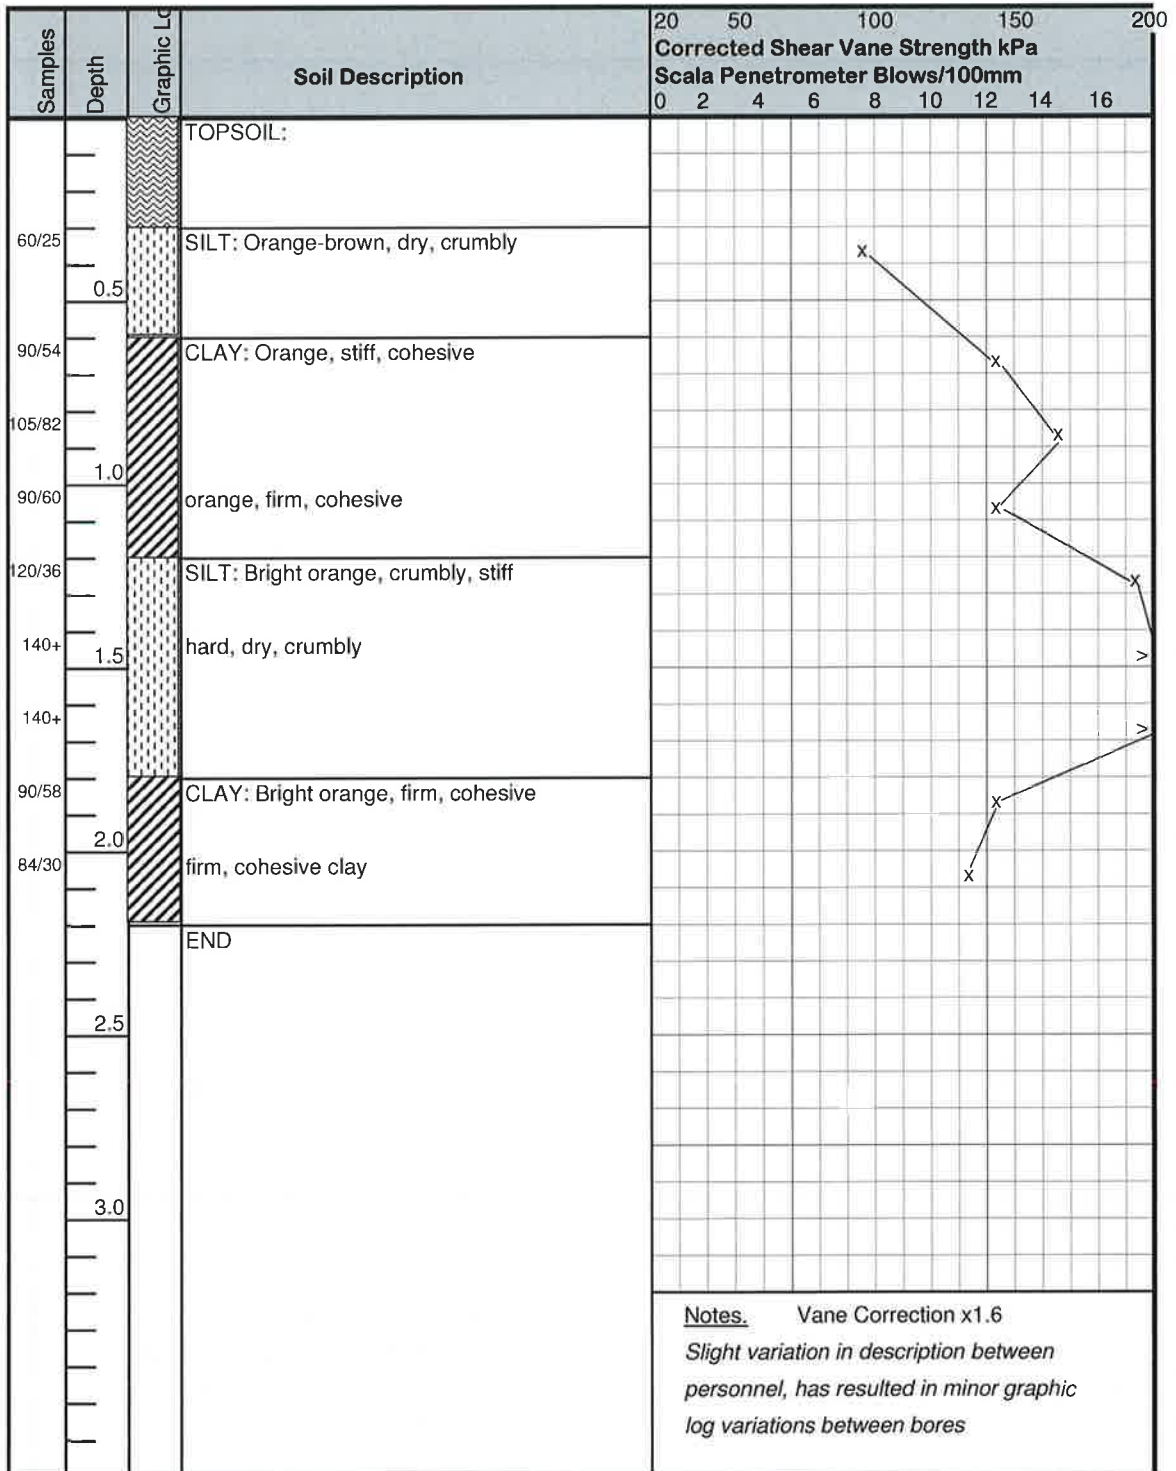 Samples
Depth
Graphic Lo
Soil Description
20 50 100 150 200
Corrected Shear Vane Strength kPa
Scala Penetrometer Blows/100mm
0 2 4 6 8 10 12 14 16
TOPSOIL:
60/25 SILT: Orange-brown, dry, crumbly
x
0.5
90/54 CLAY: Orange, stiff, cohesive
x
105/82
x
1.0
90/60 orange, firm, cohesive
x
120/36 SILT: Bright orange, crumbly, stiff
x
140+ hard, dry, crumbly
1.5 >
140+
>
90/58 CLAY: Bright orange, firm, cohesive
x
2.0
84/30 firm, cohesive clay
x
END
2.5
3.0
Notes. Vane Correction x1.6
Slight variation in description between
personnel, has resulted in minor graphic
log variations between bores